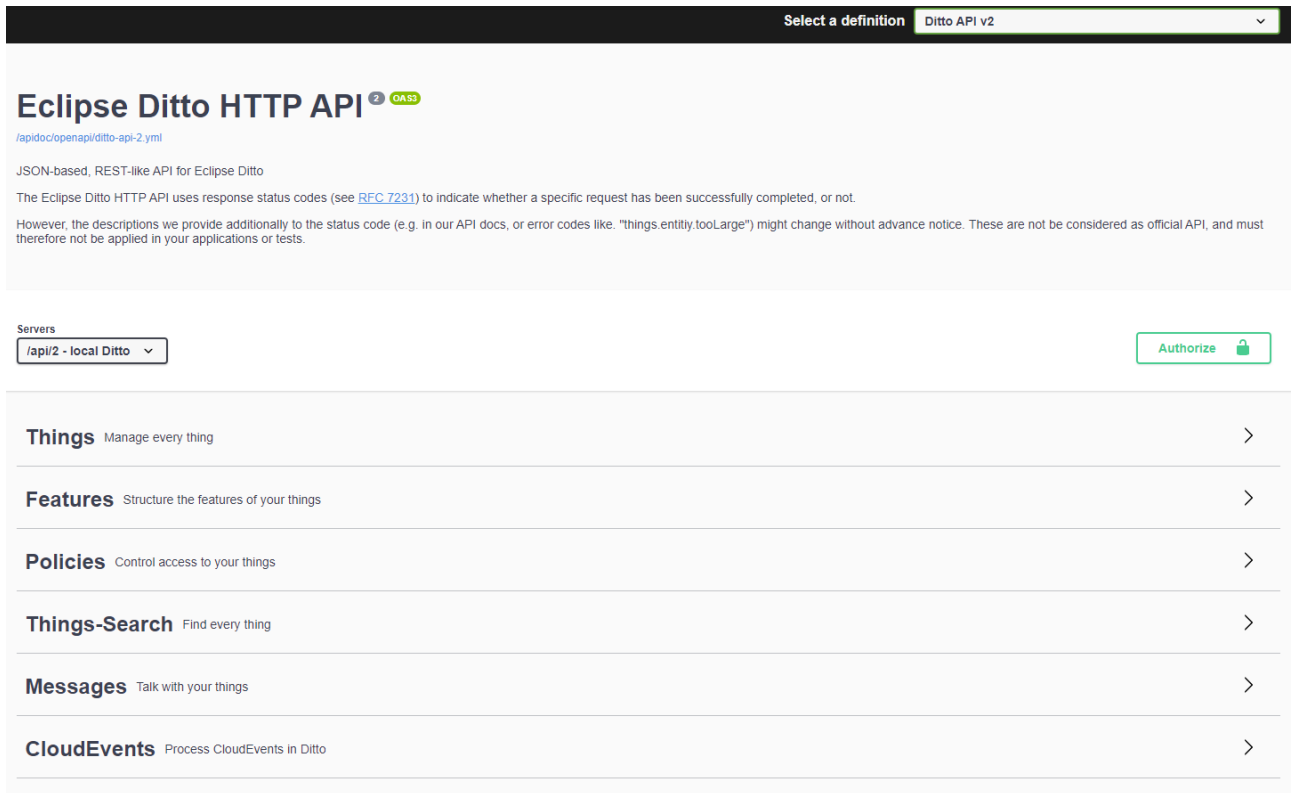 Select a definition Ditto API v2
Eclipse Ditto HTTP API 2 OAS3
/apidoc/openapi/ditto-api-2.yml
JSON-based, REST-like API for Eclipse Ditto
The Eclipse Ditto HTTP API uses response status codes (see RFC 7231) to indicate whether a specific request has been successfully completed, or not.
However, the descriptions we provide additionally to the status code (e.g. in our API docs, or error codes like. "things.entitiy.tooLarge") might change without advance notice. These are not be considered as official API, and must
therefore not be applied in your applications or tests.
Servers
/api/2 - local Ditto
Authorize
Things Manage every thing
Features Structure the features of your things
Policies Control access to your things
Things-Search Find every thing
Messages Talk with your things
CloudEvents Process CloudEvents in Ditto